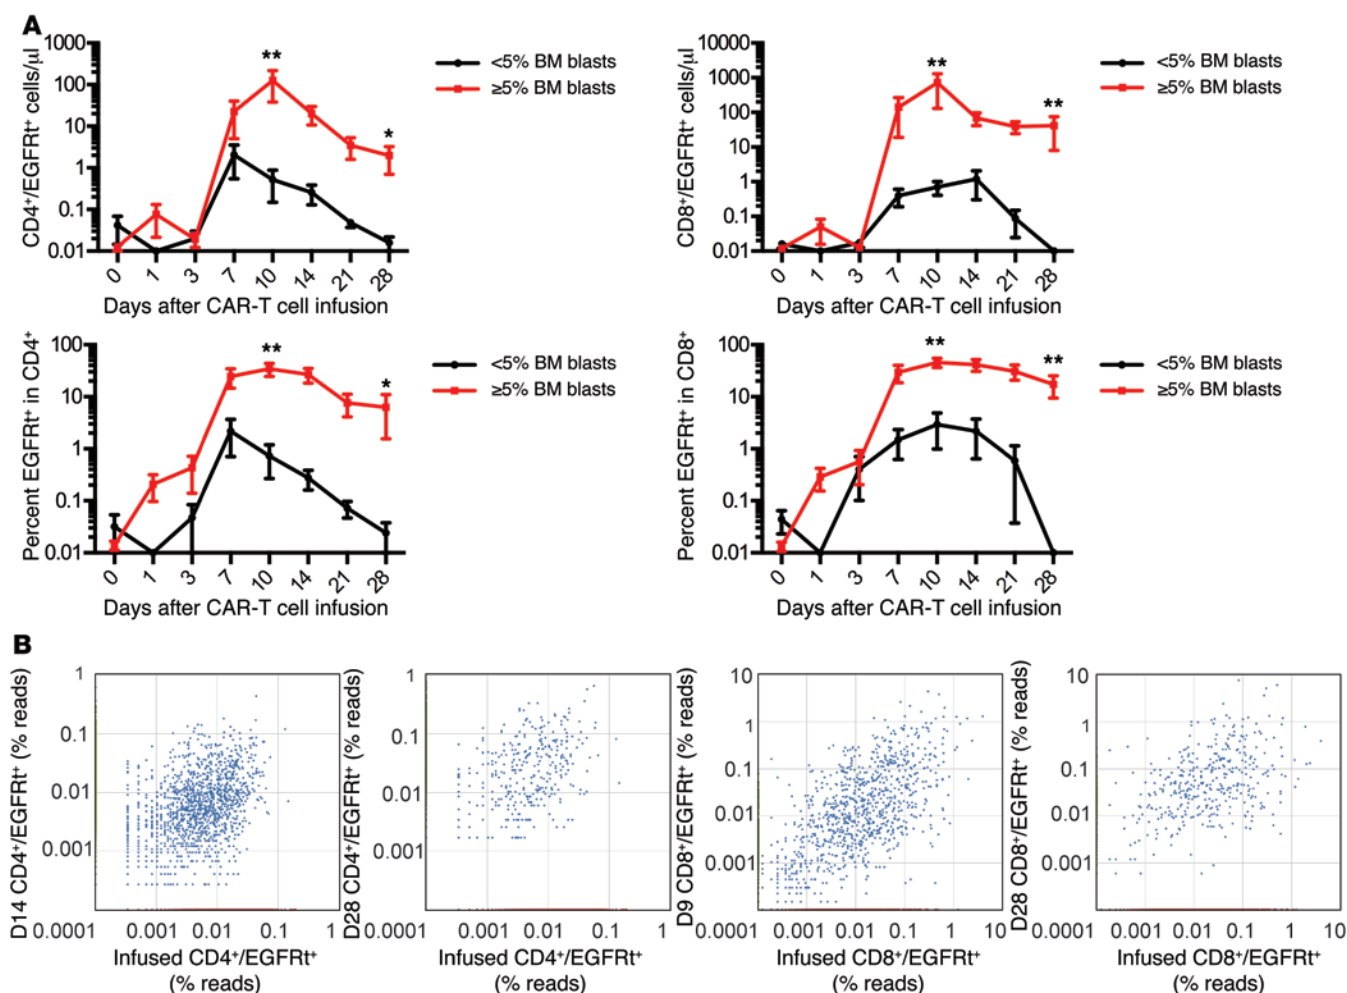 A
CD4⁺/EGFRt⁺ cells/µl
1000
100
10
1
0.1
0.01
**
*
0 1 3 7 10 14 21 28
Days after CAR-T cell infusion
<5% BM blasts
≥5% BM blasts
CD8⁺/EGFRt⁺ cells/µl
10000
1000
100
10
1
0.1
0.01
**
**
0 1 3 7 10 14 21 28
Days after CAR-T cell infusion
<5% BM blasts
≥5% BM blasts
Percent EGFRt⁺ in CD4⁺
100
10
1
0.1
0.01
**
*
0 1 3 7 10 14 21 28
Days after CAR-T cell infusion
<5% BM blasts
≥5% BM blasts
Percent EGFRt⁺ in CD8⁺
100
10
1
0.1
0.01
**
**
0 1 3 7 10 14 21 28
Days after CAR-T cell infusion
<5% BM blasts
≥5% BM blasts
B
D14 CD4⁺/EGFRt⁺ (% reads)
1
0.1
0.01
0.001
0.0001 0.001 0.01 0.1 1
Infused CD4⁺/EGFRt⁺
(% reads)
D28 CD4⁺/EGFRt⁺ (% reads)
1
0.1
0.01
0.001
0.0001 0.001 0.01 0.1 1
Infused CD4⁺/EGFRt⁺
(% reads)
D9 CD8⁺/EGFRt⁺ (% reads)
10
1
0.1
0.01
0.001
0.0001 0.001 0.01 0.1 1 10
Infused CD8⁺/EGFRt⁺
(% reads)
D28 CD8⁺/EGFRt⁺ (% reads)
10
1
0.1
0.01
0.001
0.0001 0.001 0.01 0.1 1 10
Infused CD8⁺/EGFRt⁺
(% reads)